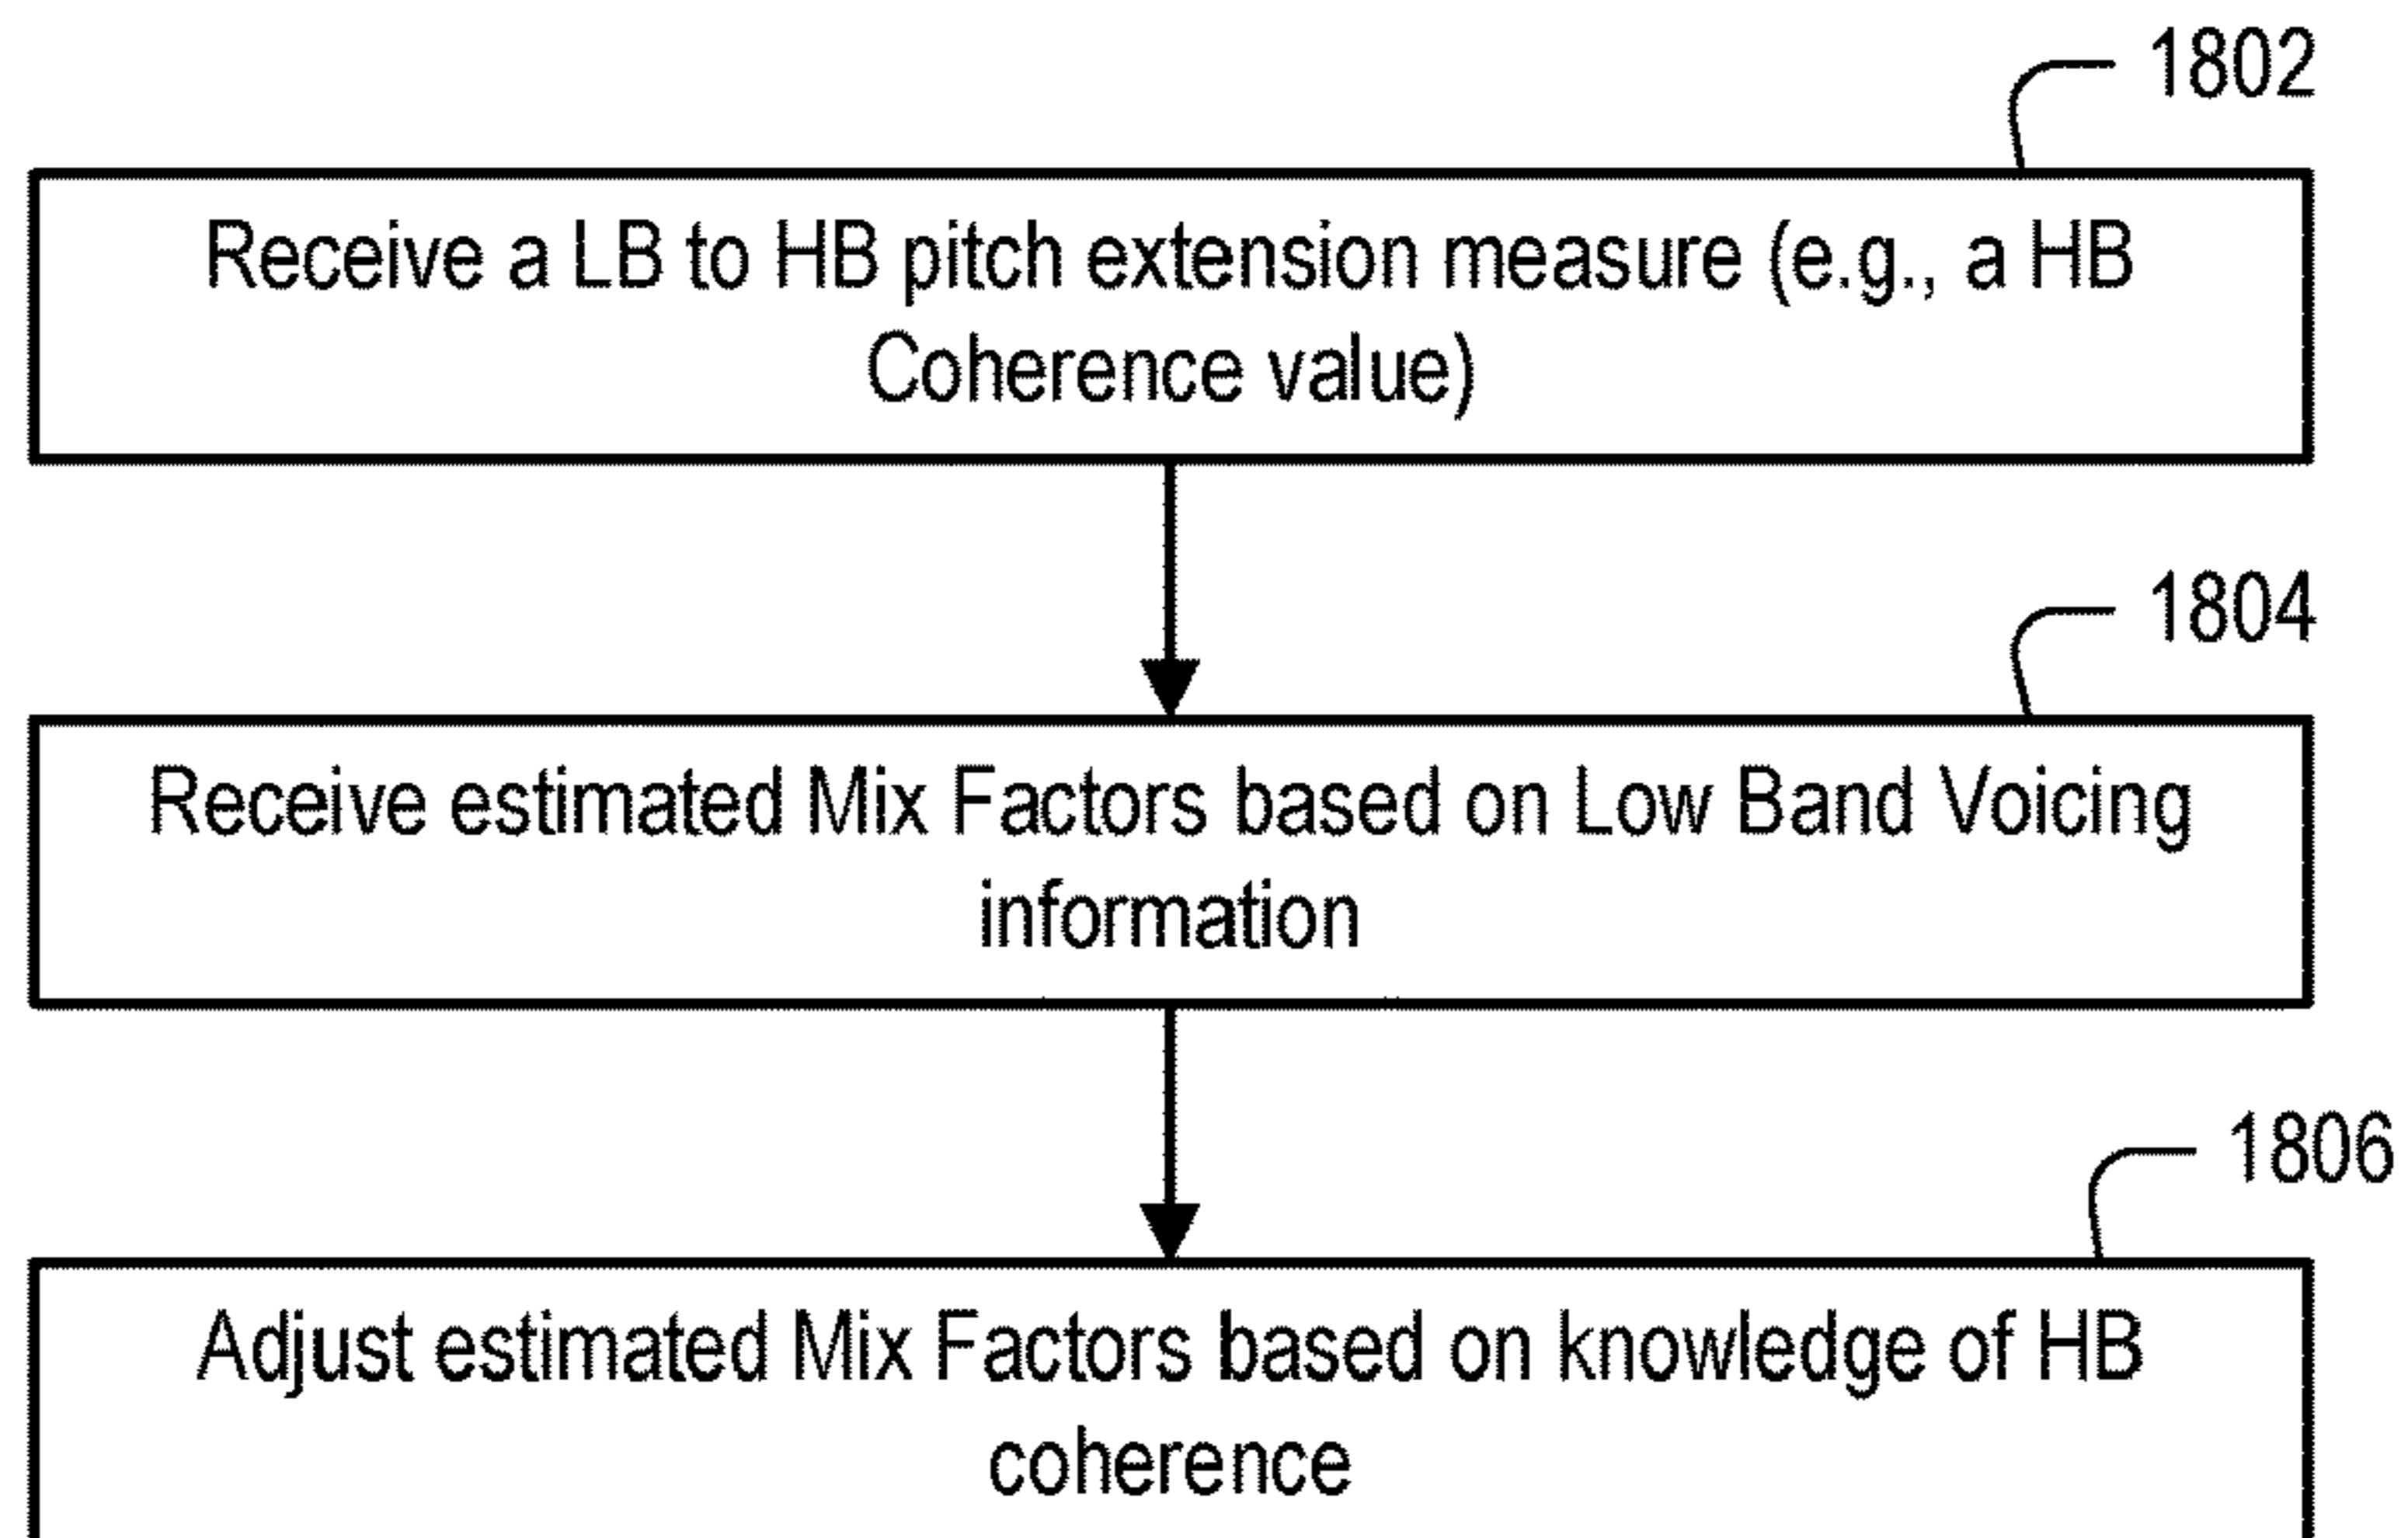 1802
Receive a LB to HB pitch extension measure (e.g., a HB
Coherence value)
1804
Receive estimated Mix Factors based on Low Band Voicing
information
1806
Adjust estimated Mix Factors based on knowledge of HB
coherence